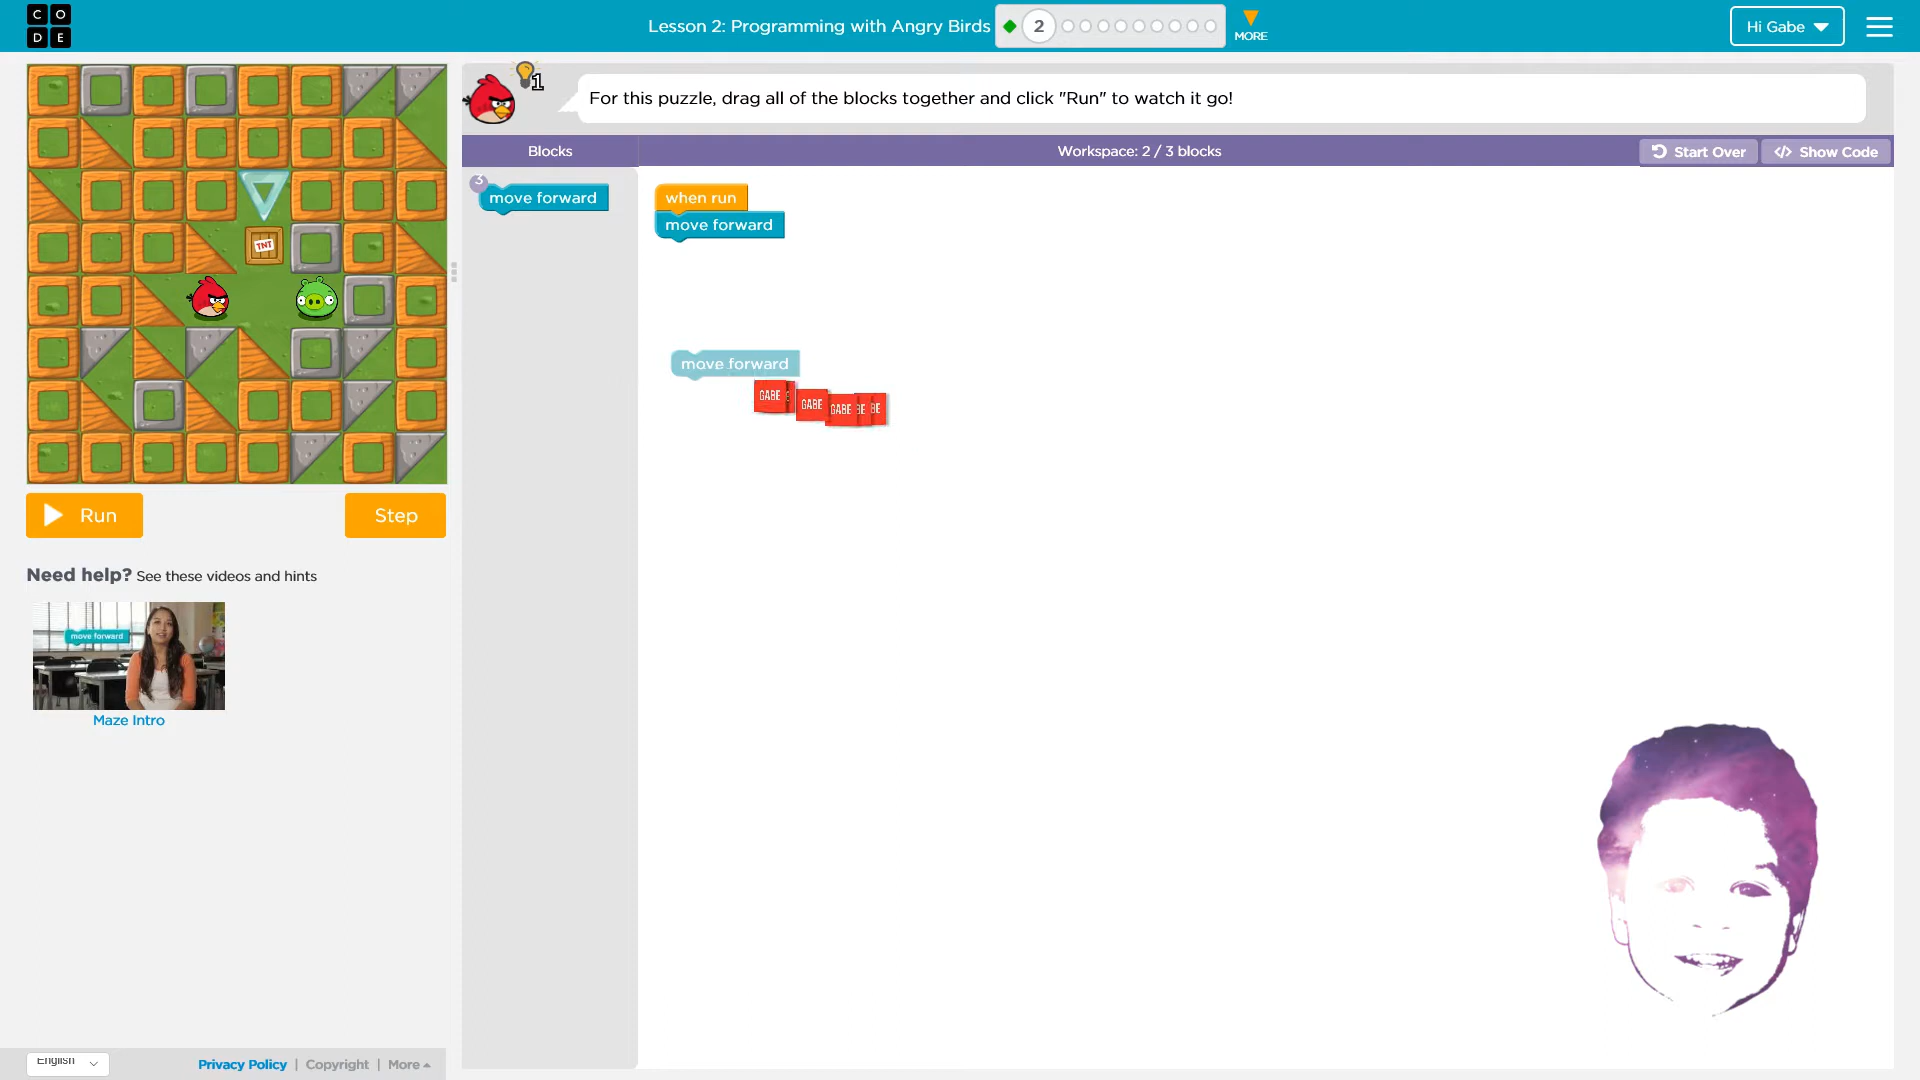 C O
D E
Lesson 2: Programming with Angry Birds
2
MORE
Hi Gabe
1
For this puzzle, drag all of the blocks together and click "Run" to watch it go!
Blocks
Workspace: 2 / 3 blocks
Start Over
Show Code
3
move forward
when run
move forward
TNT
move forward
GABE
GABE
GABE
BE
BE
Run
Step
Need help? See these videos and hints
move forward
Maze Intro
English
Privacy Policy | Copyright | More